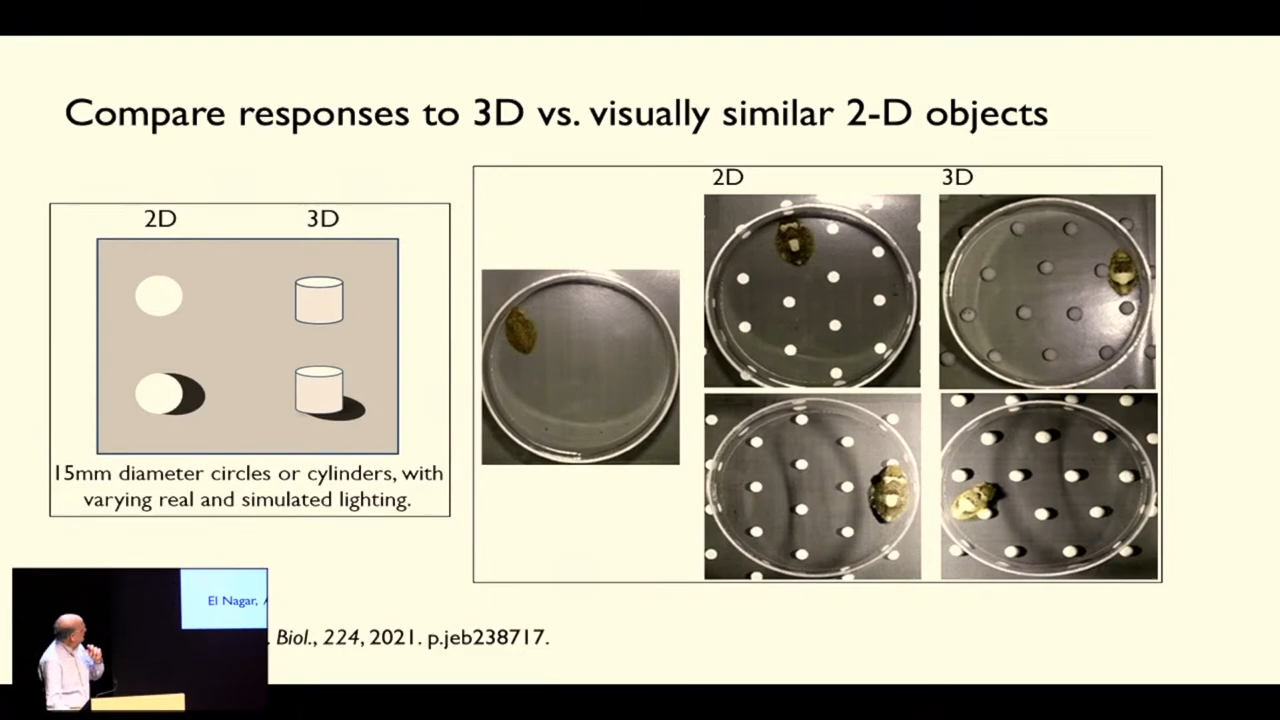 Compare responses to 3D vs. visually similar 2-D objects
2D 3D
15mm diameter circles or cylinders, with
varying real and simulated lighting.
2D 3D
El Nagar,
. Biol., 224, 2021. p.jeb238717.